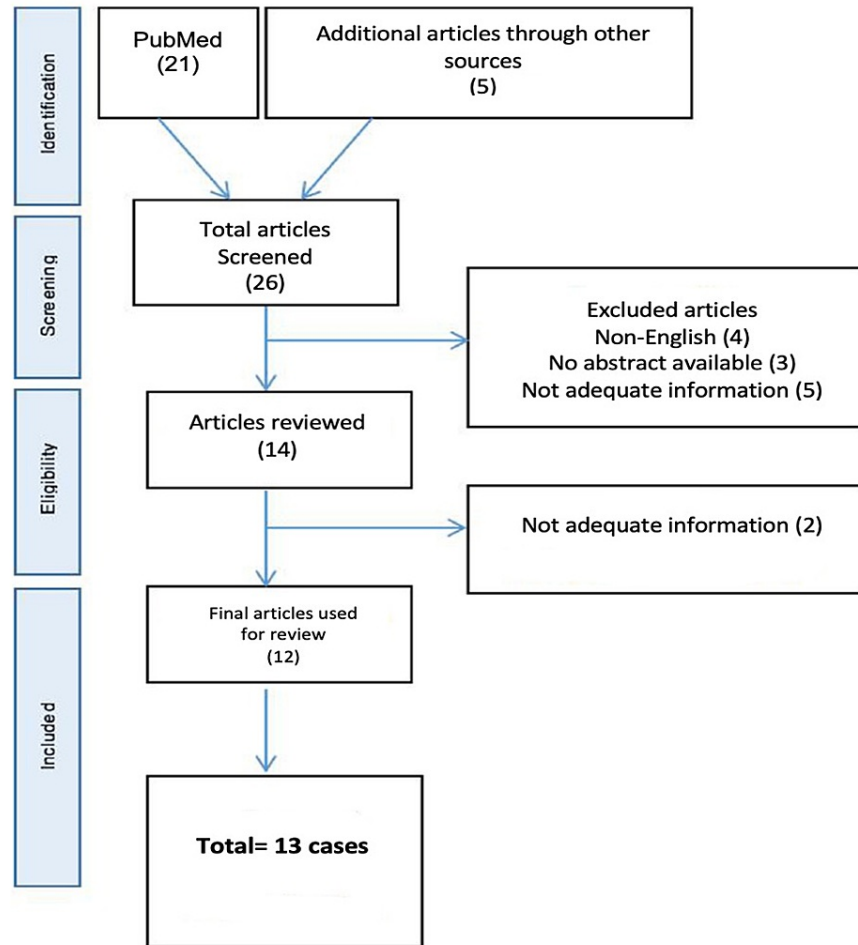 Identification
PubMed
(21)
Additional articles through other
sources
(5)
Screening
Total articles
Screened
(26)
Excluded articles
Non-English (4)
No abstract available (3)
Not adequate information (5)
Eligibility
Articles reviewed
(14)
Not adequate information (2)
Included
Final articles used
for review
(12)
Total= 13 cases